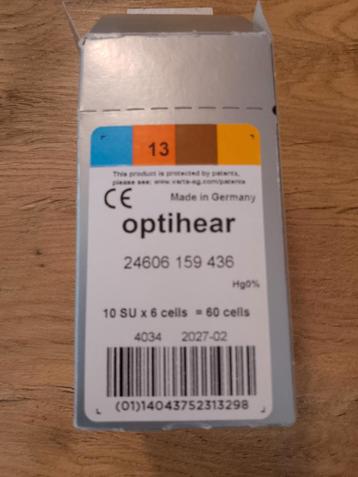 13
This product is protected by patents,
please see: www.varta-ag.com/patents
CE Made in Germany
optihear
24606 159 436
Hg0%
10 SU x 6 cells = 60 cells
4034 2027-02
(01)14043752313298